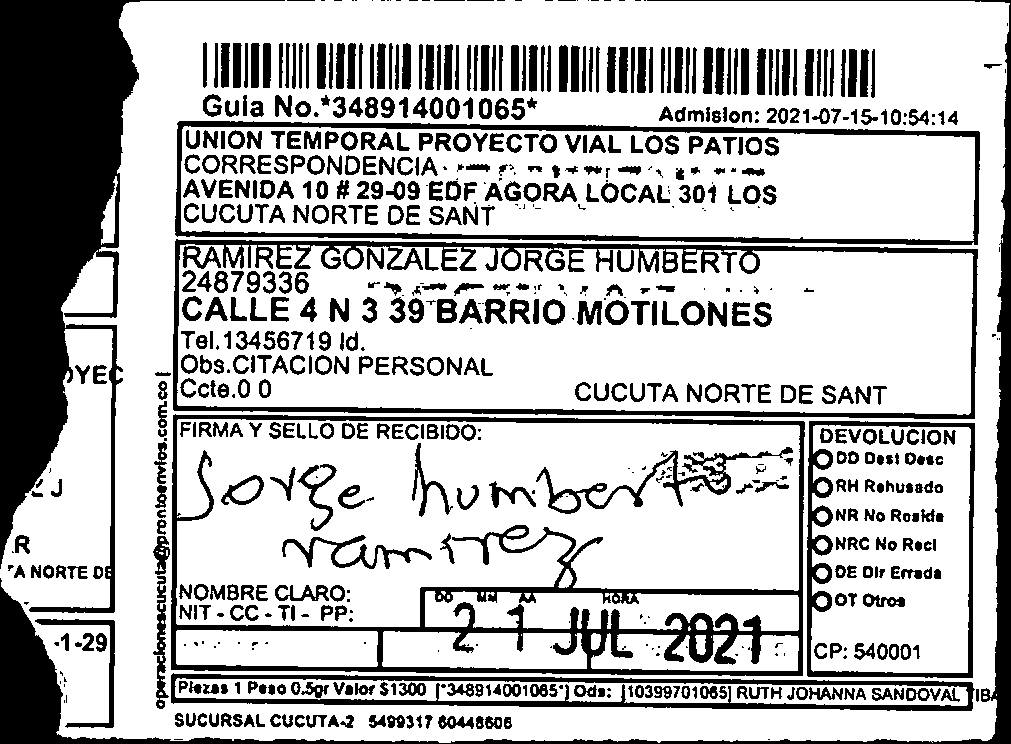 Guia No.*348914001065*
Admision: 2021-07-15-10:54:14
UNION TEMPORAL PROYECTO VIAL LOS PATIOS
CORRESPONDENCIA
AVENIDA 10 # 29-09 EDF AGORA LOCAL 301 LOS
CUCUTA NORTE DE SANT
RAMIREZ GONZALEZ JORGE HUMBERTO
24879336
CALLE 4 N 3 39 BARRIO MOTILONES
Tel.13456719 Id.
Obs.CITACION PERSONAL
Ccte.0 0 CUCUTA NORTE DE SANT
operacionescucuta@prontoenvios.com.co
FIRMA Y SELLO DE RECIBIDO:
Jorge humberto
ramirez
NOMBRE CLARO:
NIT - CC - TI - PP:
DD MM AA HORA
21 JUL 2021
DEVOLUCION
DD Dest Desc
RH Rehusado
NR No Reside
NRC No Recl
DE Dir Errada
OT Otros
CP: 540001
Piezas 1 Peso 0.5gr Valor $1300 [*348914001065*] Ods: [10399701065] RUTH JOHANNA SANDOVAL TIBA
SUCURSAL CUCUTA-2 5499317 60448606
OYEC
Z J
R
TA NORTE DE
-1-29